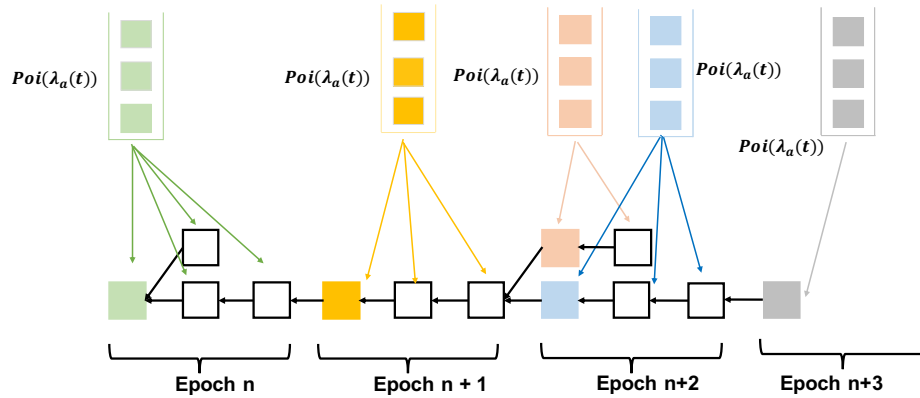 Poi(λₐ(t))
Poi(λₐ(t))
Poi(λₐ(t))
Poi(λₐ(t))
Poi(λₐ(t))
Epoch n
Epoch n + 1
Epoch n+2
Epoch n+3